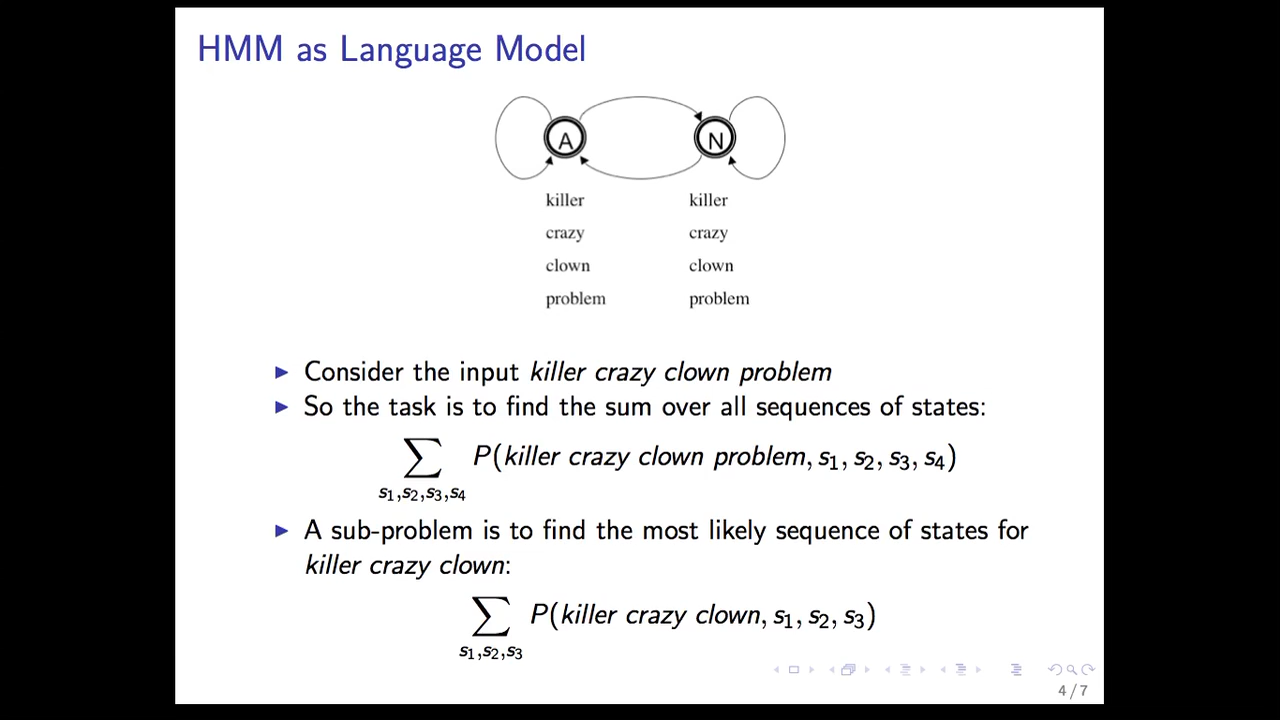 HMM as Language Model
A N
killer killer
crazy crazy
clown clown
problem problem
Consider the input killer crazy clown problem
So the task is to find the sum over all sequences of states:
∑ P(killer crazy clown problem, s₁, s₂, s₃, s₄)
s₁,s₂,s₃,s₄
A sub-problem is to find the most likely sequence of states for
killer crazy clown:
∑ P(killer crazy clown, s₁, s₂, s₃)
s₁,s₂,s₃
4 / 7